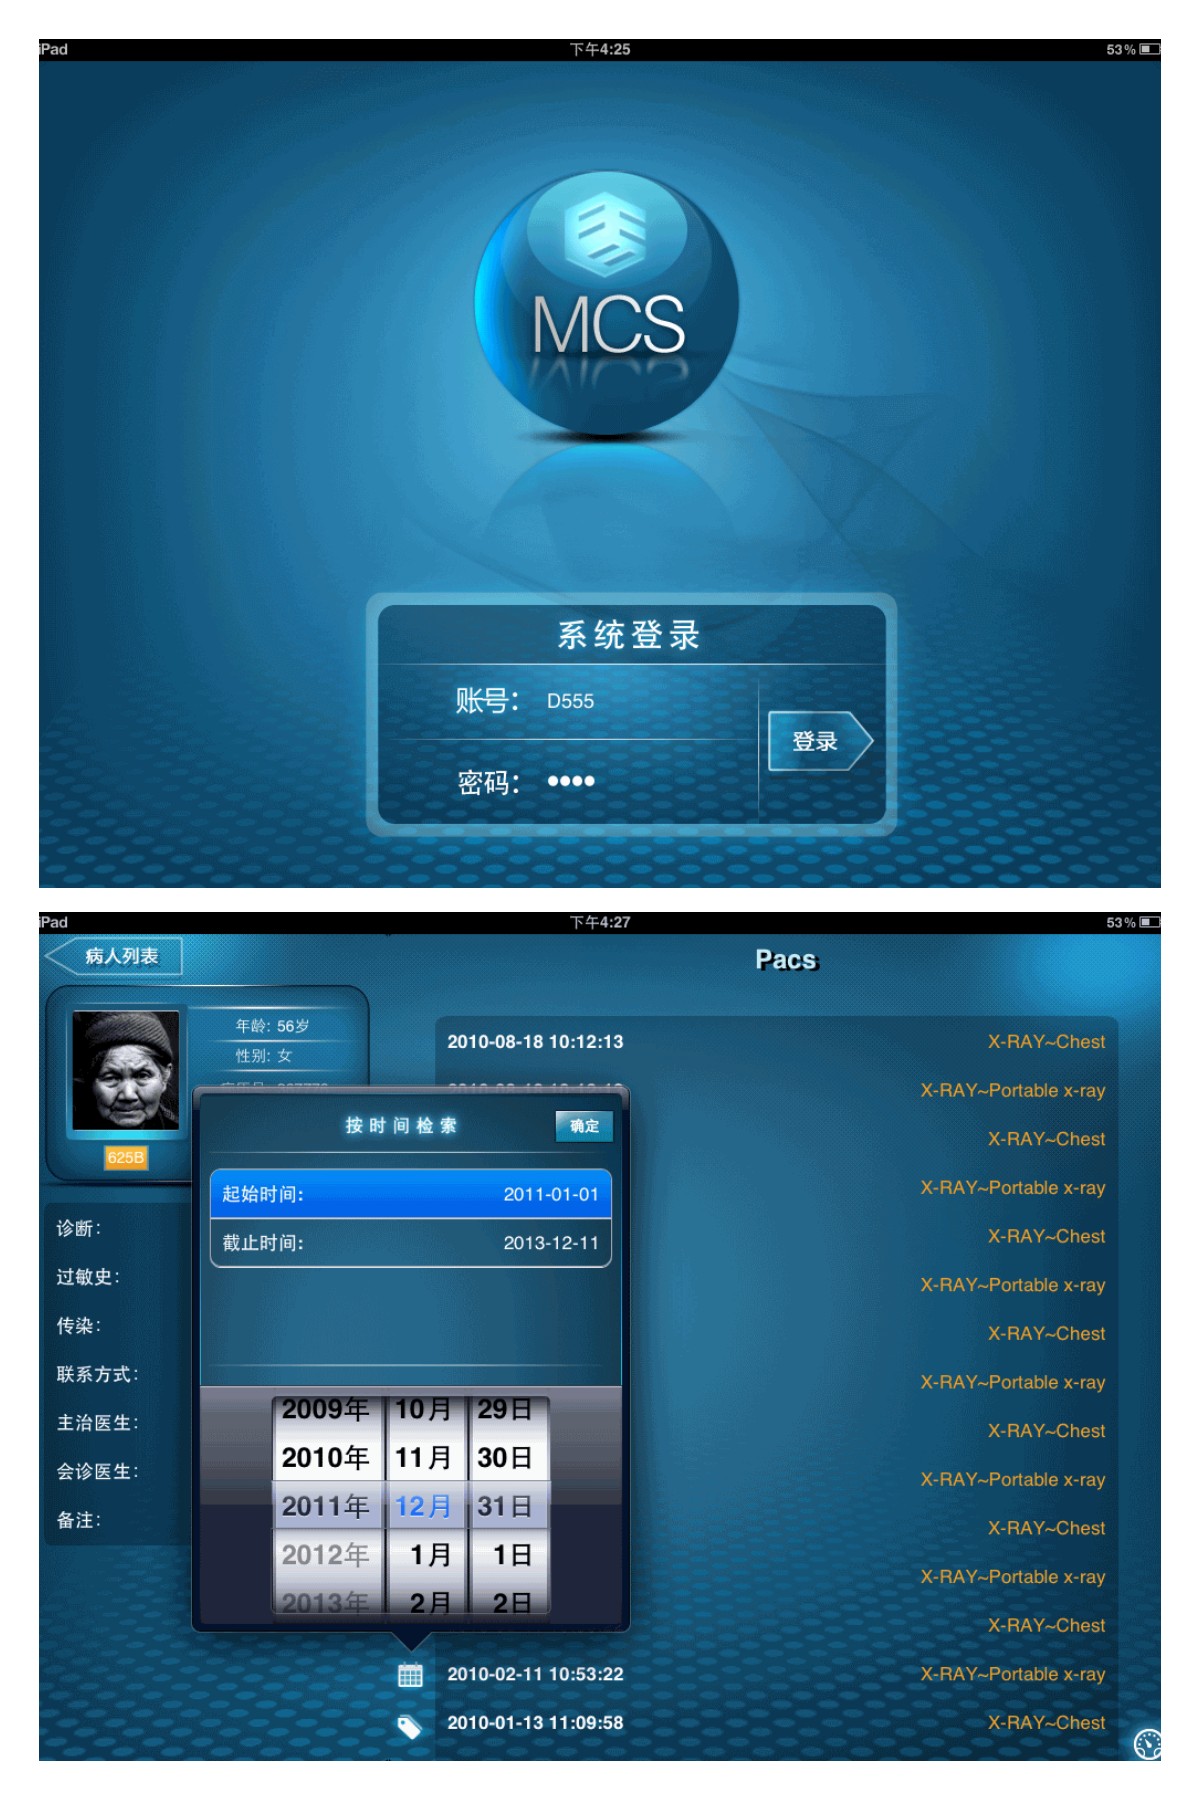 iPad 下午4:25 53%
MCS
系统登录
账号: D555
登录
密码: ••••
iPad 下午4:27 53%
病人列表
Pacs
年龄: 56岁
性别: 女
625B
诊断:
过敏史:
传染:
联系方式:
主治医生:
会诊医生:
备注:
按时间检索 确定
起始时间: 2011-01-01
截止时间: 2013-12-11
2009年 10月 29日
2010年 11月 30日
2011年 12月 31日
2012年 1月 1日
2013年 2月 2日
2010-08-18 10:12:13 X-RAY~Chest
X-RAY~Portable x-ray
X-RAY~Chest
X-RAY~Portable x-ray
X-RAY~Chest
X-RAY~Portable x-ray
X-RAY~Chest
X-RAY~Portable x-ray
X-RAY~Chest
X-RAY~Portable x-ray
X-RAY~Chest
X-RAY~Portable x-ray
X-RAY~Chest
2010-02-11 10:53:22 X-RAY~Portable x-ray
2010-01-13 11:09:58 X-RAY~Chest